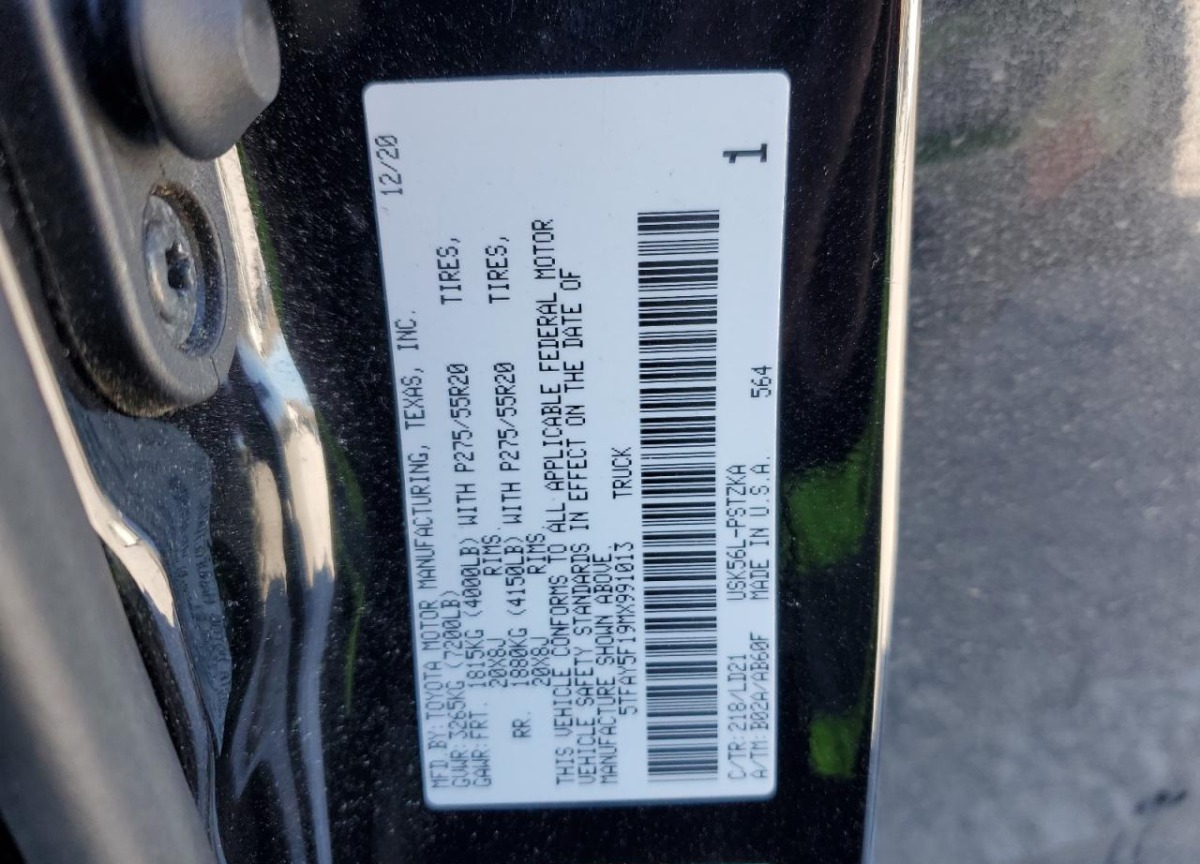 MFD BY:TOYOTA MOTOR MANUFACTURING, TEXAS, INC. 12/20
GVWR:3265KG (7200LB)
GAWR:FRT. 1815KG (4000LB) WITH P275/55R20 TIRES,
20X8J RIMS
RR. 1880KG (4150LB) WITH P275/55R20 TIRES,
20X8J RIMS
THIS VEHICLE CONFORMS TO ALL APPLICABLE FEDERAL MOTOR
VEHICLE SAFETY STANDARDS IN EFFECT ON THE DATE OF
MANUFACTURE SHOWN ABOVE.
5TFAY5F19MX991013 TRUCK
C/TR:218/LD21 USK56L-PSTZKA
A/TM:B02A/AB60F MADE IN U.S.A. 564
1